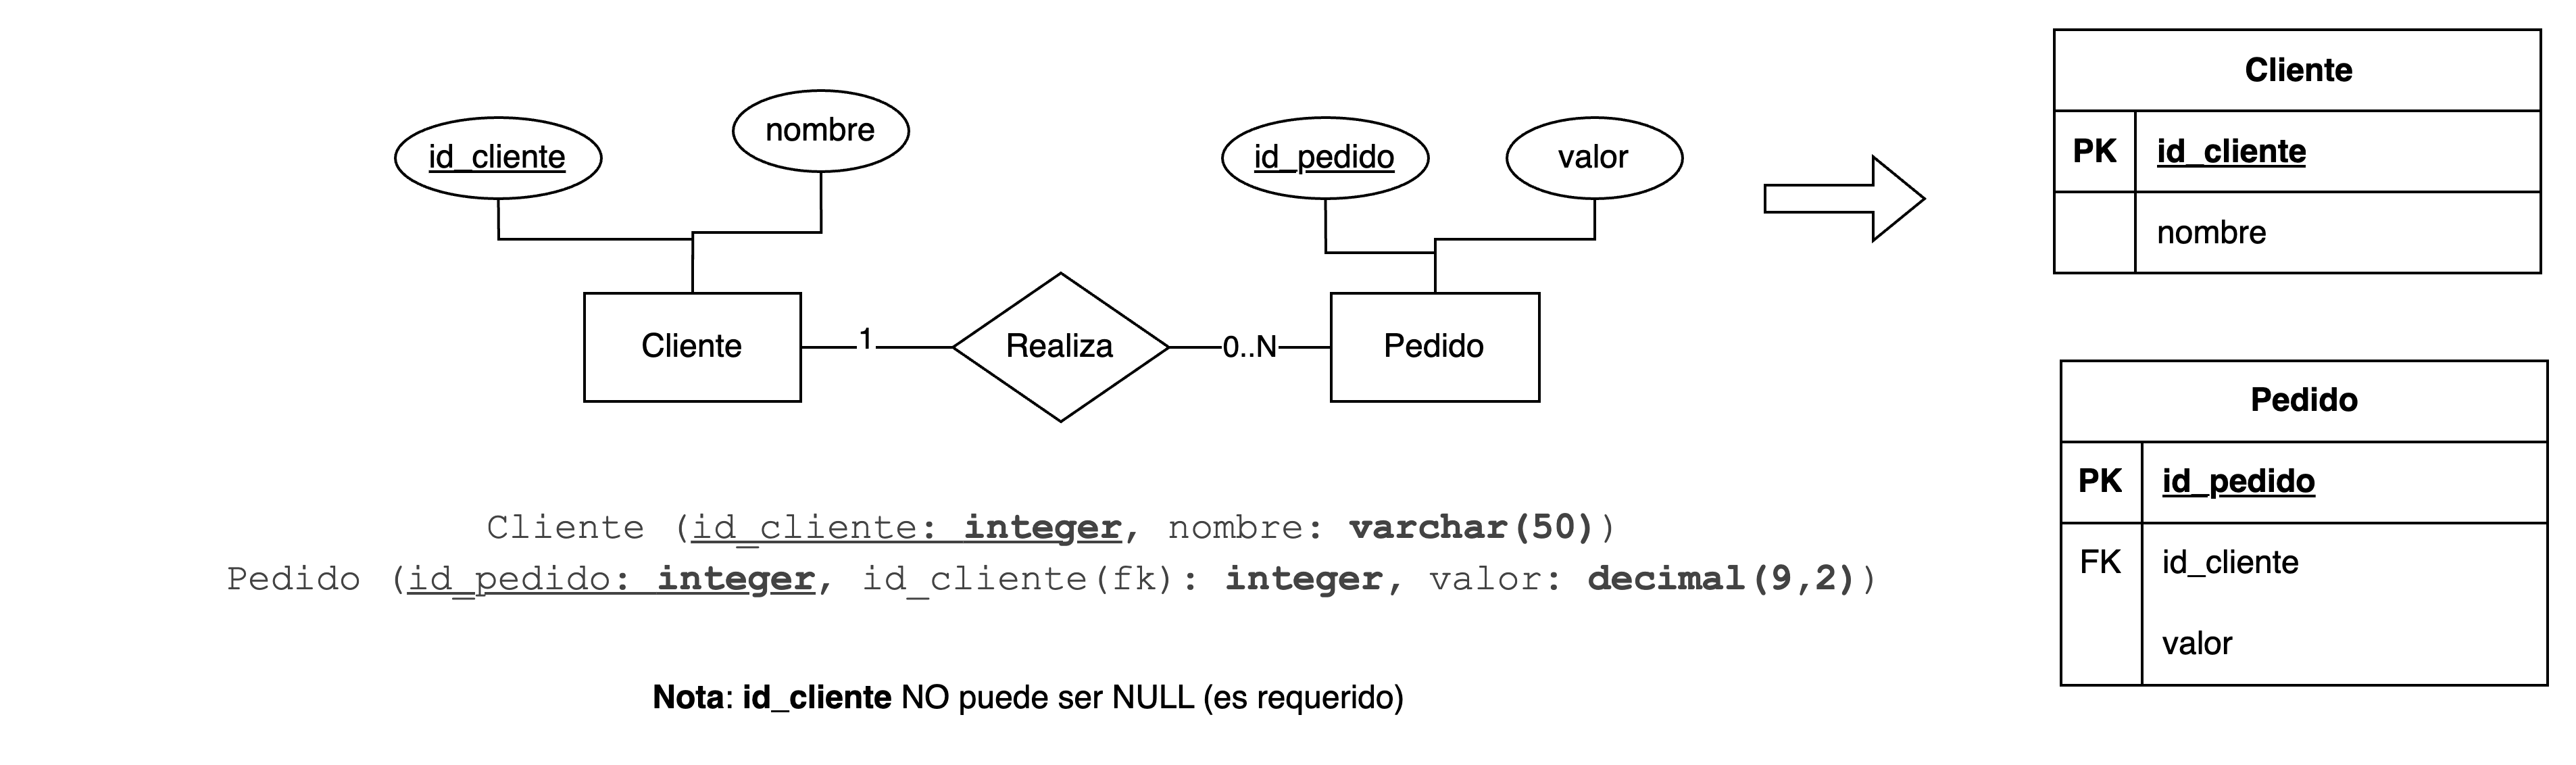 id_cliente
nombre
id_pedido
valor
Cliente
1
Realiza
0..N
Pedido
Cliente (id_cliente: integer, nombre: varchar(50))
Pedido (id_pedido: integer, id_cliente(fk): integer, valor: decimal(9,2))
Nota: id_cliente NO puede ser NULL (es requerido)
Cliente
PK id_cliente
nombre
Pedido
PK id_pedido
FK id_cliente
valor